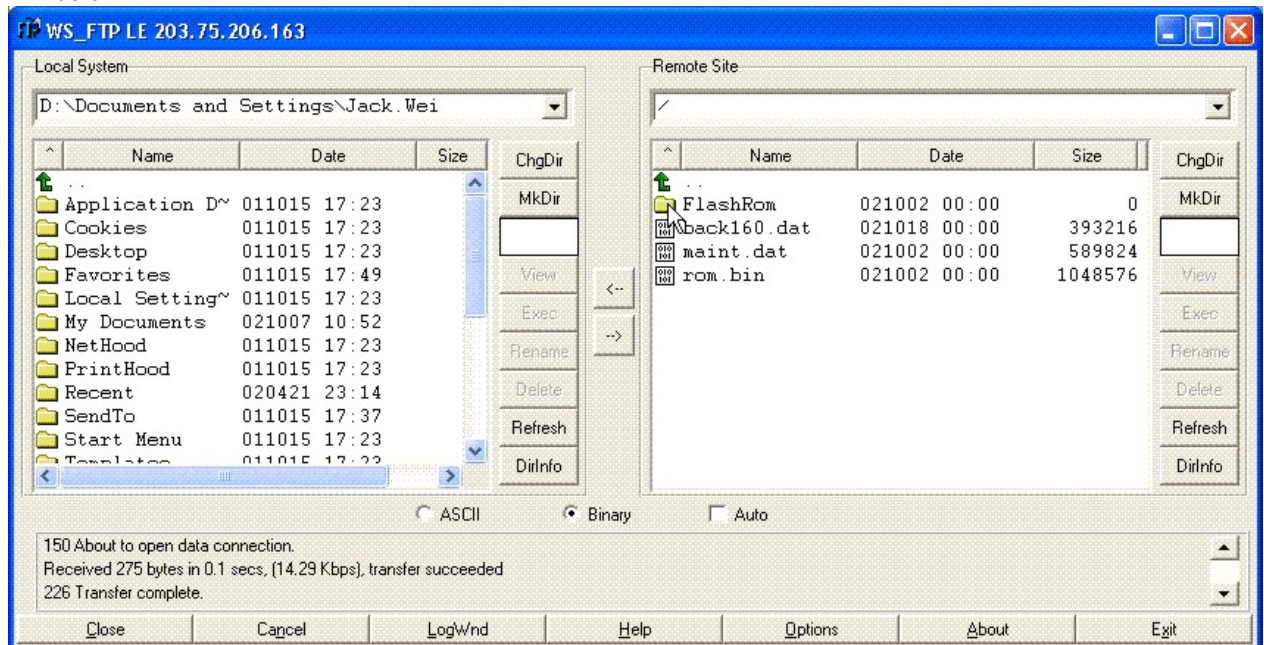 WS_FTP LE 203.75.206.163
Local System
D:\Documents and Settings\Jack.Wei
^ Name Date Size
..
Application D~ 011015 17:23
Cookies 011015 17:23
Desktop 011015 17:23
Favorites 011015 17:49
Local Setting~ 011015 17:23
My Documents 021007 10:52
NetHood 011015 17:23
PrintHood 011015 17:23
Recent 020421 23:14
SendTo 011015 17:37
Start Menu 011015 17:23
Templates 011015 17:23
ChgDir
MkDir
View
Exec
Rename
Delete
Refresh
DirInfo
<--
-->
Remote Site
/
^ Name Date Size
..
FlashRom 021002 00:00 0
back160.dat 021018 00:00 393216
maint.dat 021002 00:00 589824
rom.bin 021002 00:00 1048576
ChgDir
MkDir
View
Exec
Rename
Delete
Refresh
DirInfo
ASCII Binary Auto
150 About to open data connection.
Received 275 bytes in 0.1 secs, (14.29 Kbps), transfer succeeded
226 Transfer complete.
Close Cancel LogWnd Help Options About Exit